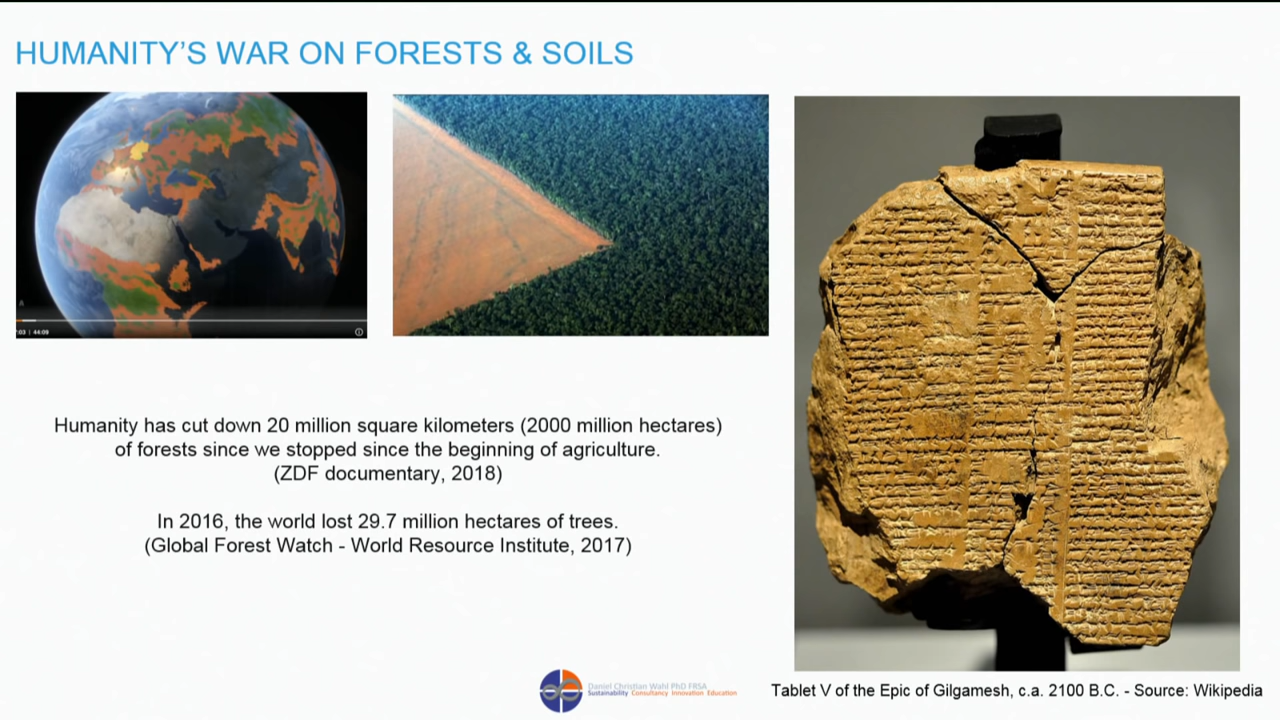 HUMANITY'S WAR ON FORESTS & SOILS
:03 | 44:09
Humanity has cut down 20 million square kilometers (2000 million hectares)
of forests since we stopped since the beginning of agriculture.
(ZDF documentary, 2018)
In 2016, the world lost 29.7 million hectares of trees.
(Global Forest Watch - World Resource Institute, 2017)
Daniel Christian Wahl PhD FRSA
Sustainability Consultancy Innovation Education
Tablet V of the Epic of Gilgamesh, c.a. 2100 B.C. - Source: Wikipedia